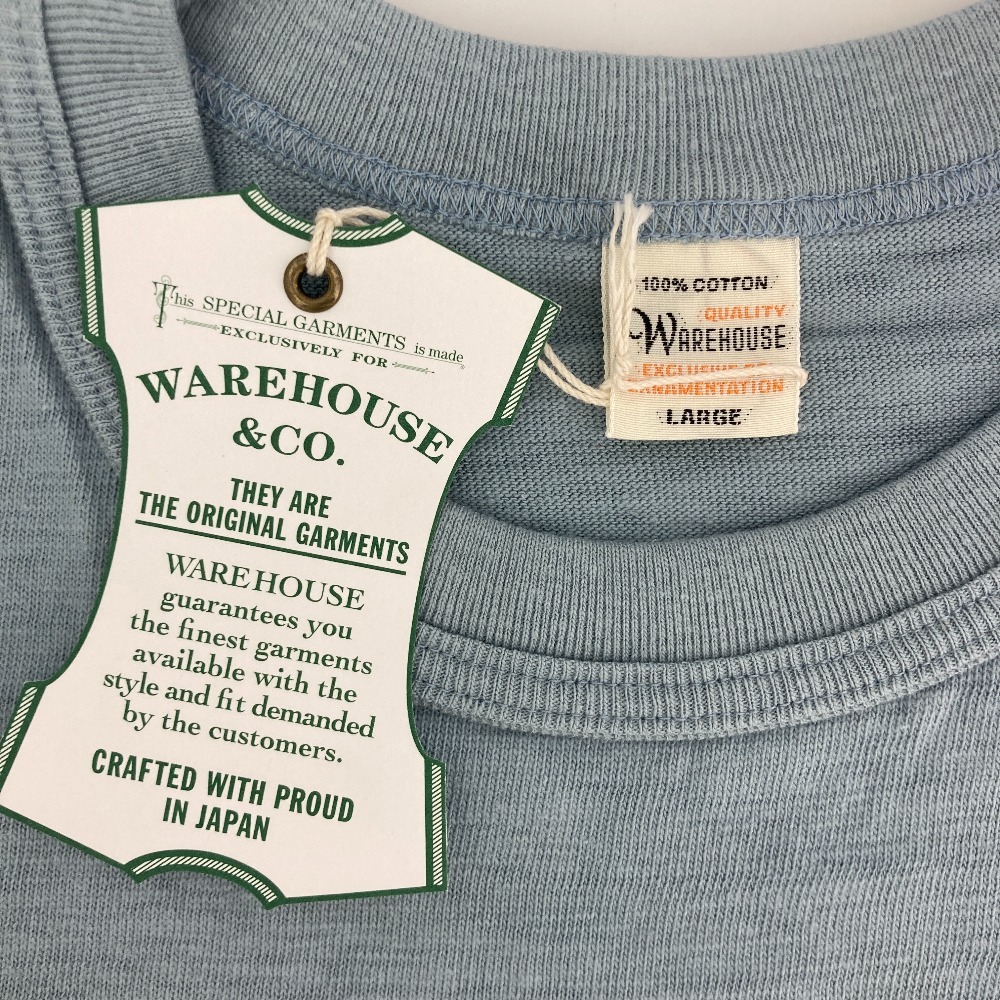 This SPECIAL GARMENTS is made
EXCLUSIVELY FOR
WAREHOUSE
&CO.
THEY ARE
THE ORIGINAL GARMENTS
WAREHOUSE
guarantees you
the finest garments
available with the
style and fit demanded
by the customers.
CRAFTED WITH PROUD
IN JAPAN
100% COTTON
QUALITY
WAREHOUSE
EXCLUSIVE
LARGE